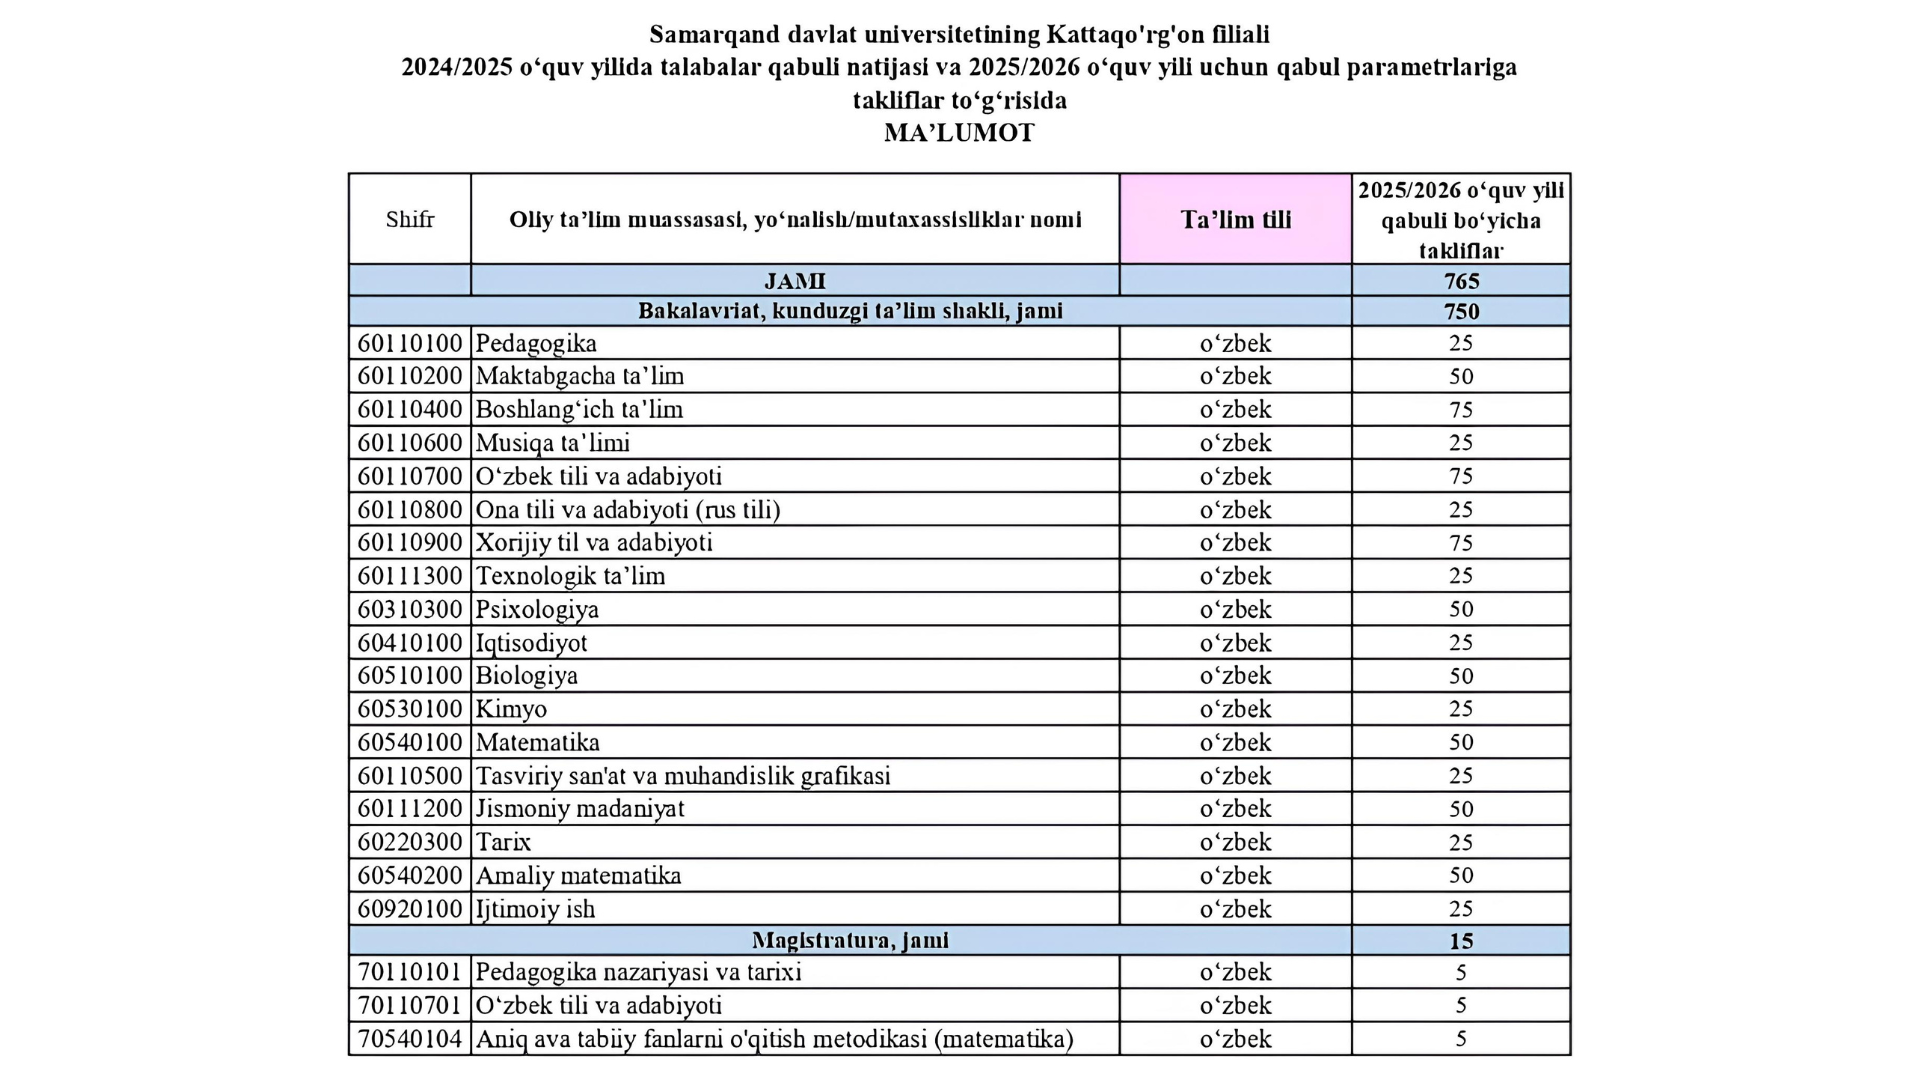 Samarqand davlat universitetining Kattaqo'rg'on filiali
2024/2025 o‘quv yilida talabalar qabuli natijasi va 2025/2026 o‘quv yili uchun qabul parametrlariga
takliflar to‘g‘risida
MA’LUMOT
Shifr Oliy ta’lim muassasasi, yo‘nalish/mutaxassisliklar nomi Ta’lim tili 2025/2026 o‘quv yili qabuli bo‘yicha takliflar
JAMI 765
Bakalavriat, kunduzgi ta’lim shakli, jami 750
60110100 Pedagogika o‘zbek 25
60110200 Maktabgacha ta’lim o‘zbek 50
60110400 Boshlang‘ich ta’lim o‘zbek 75
60110600 Musiqa ta’limi o‘zbek 25
60110700 O‘zbek tili va adabiyoti o‘zbek 75
60110800 Ona tili va adabiyoti (rus tili) o‘zbek 25
60110900 Xorijiy til va adabiyoti o‘zbek 75
60111300 Texnologik ta’lim o‘zbek 25
60310300 Psixologiya o‘zbek 50
60410100 Iqtisodiyot o‘zbek 25
60510100 Biologiya o‘zbek 50
60530100 Kimyo o‘zbek 25
60540100 Matematika o‘zbek 50
60110500 Tasviriy san'at va muhandislik grafikasi o‘zbek 25
60111200 Jismoniy madaniyat o‘zbek 50
60220300 Tarix o‘zbek 25
60540200 Amaliy matematika o‘zbek 50
60920100 Ijtimoiy ish o‘zbek 25
Magistratura, jami 15
70110101 Pedagogika nazariyasi va tarixi o‘zbek 5
70110701 O‘zbek tili va adabiyoti o‘zbek 5
70540104 Aniq ava tabiiy fanlarni o'qitish metodikasi (matematika) o‘zbek 5